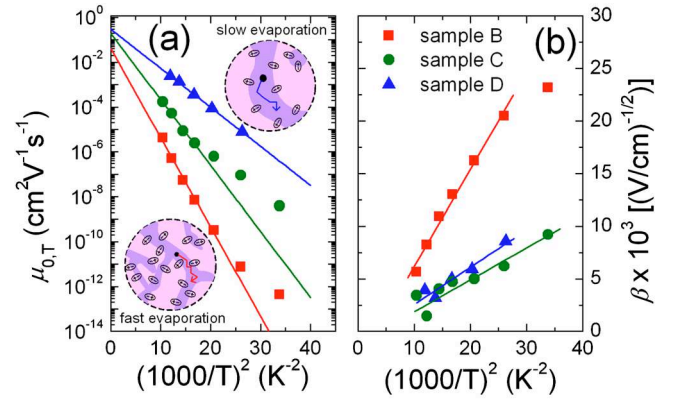 (a)
slow evaporation
fast evaporation
10⁰
10⁻²
10⁻⁴
10⁻⁶
10⁻⁸
10⁻¹⁰
10⁻¹²
10⁻¹⁴
μ₀,T (cm²V⁻¹s⁻¹)
0 10 20 30 40
(1000/T)² (K⁻²)
(b)
sample B
sample C
sample D
30
25
20
15
10
5
0
β x 10³ [(V/cm)⁻¹/²)]
0 10 20 30 40
(1000/T)² (K⁻²)